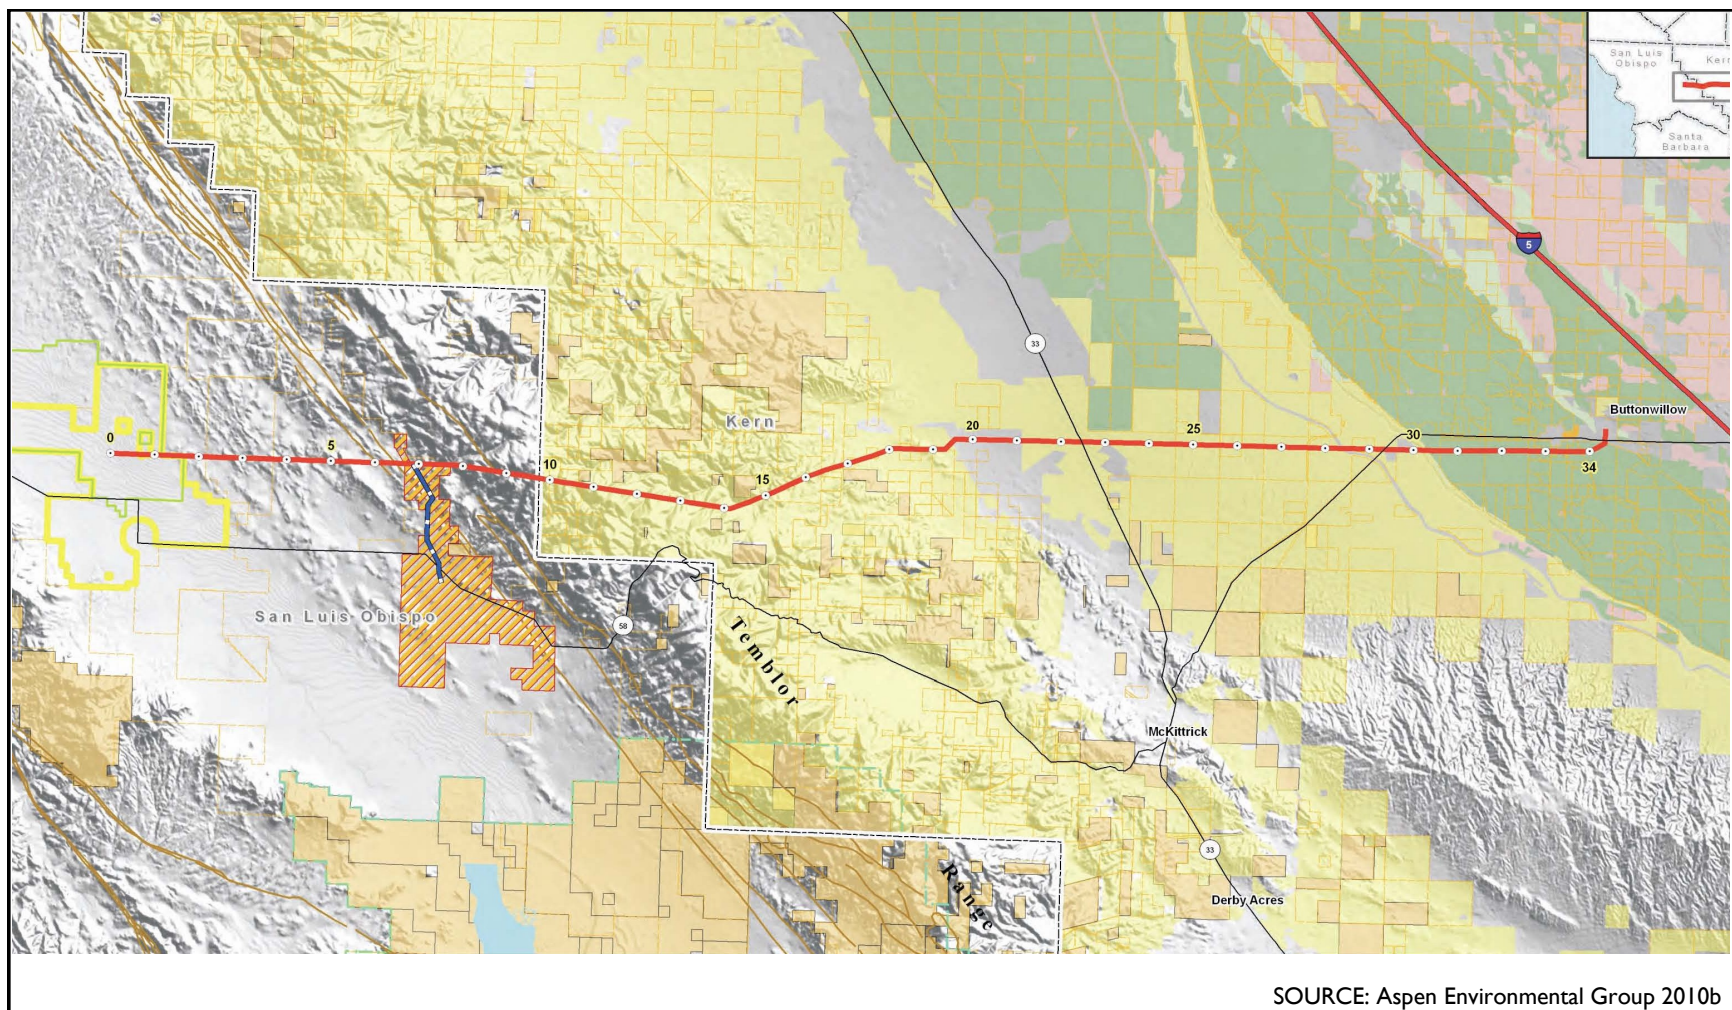 San Luis
Obispo
Kern
Santa
Barbara
5
33
Buttonwillow
Kern
0
5
10
15
20
25
30
34
San Luis Obispo
58
Temblor
McKittrick
33
Range
Derby Acres
SOURCE: Aspen Environmental Group 2010b